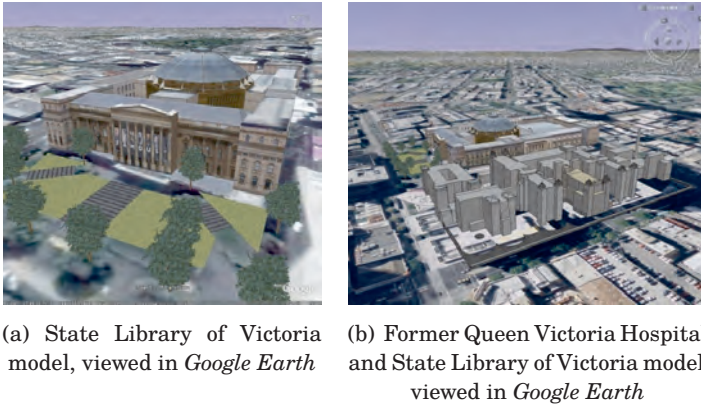 (a) State Library of Victoria
model, viewed in Google Earth
(b) Former Queen Victoria Hospita
and State Library of Victoria model
viewed in Google Earth